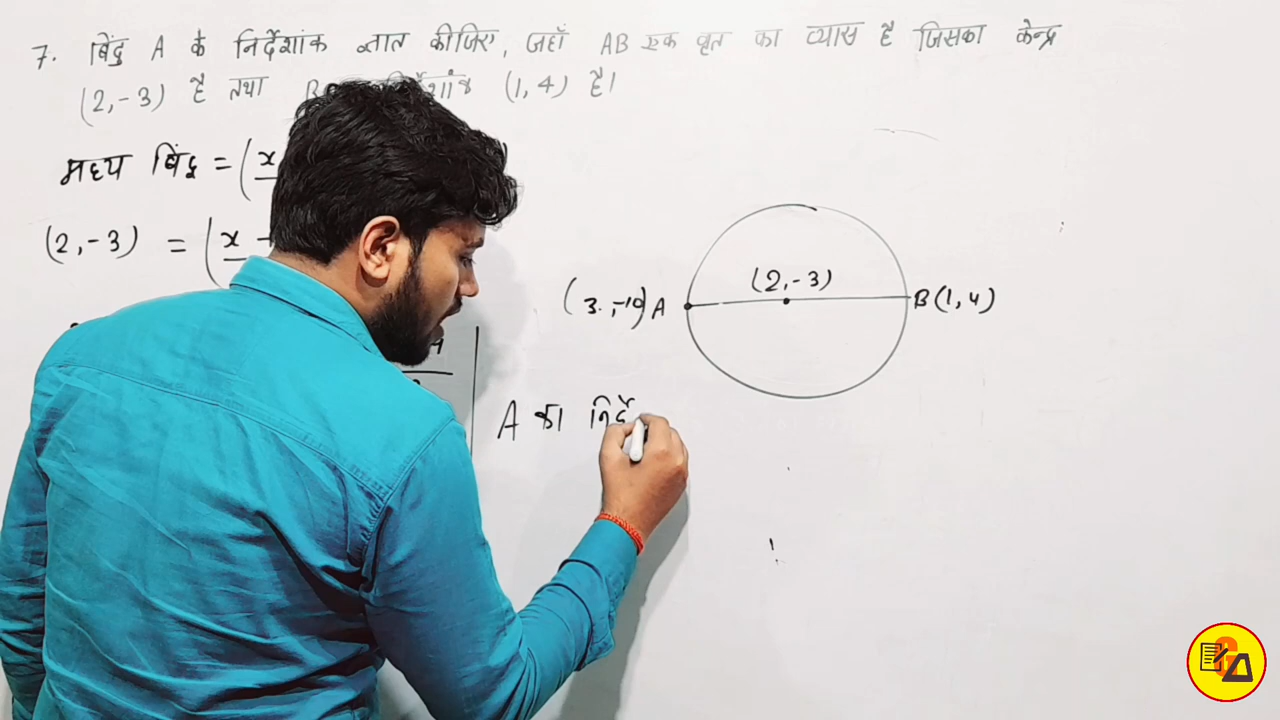 7. बिंदु A के निर्देशांक ज्ञात कीजिए, जहाँ AB एक वृत का व्यास है जिसका केन्द्र
(2,-3) है तथा B (1,4) है।
मध्य बिंदु = (x
(2,-3) = (x
(2,-3)
(3,-10) A
B(1,4)
A का निर्दे